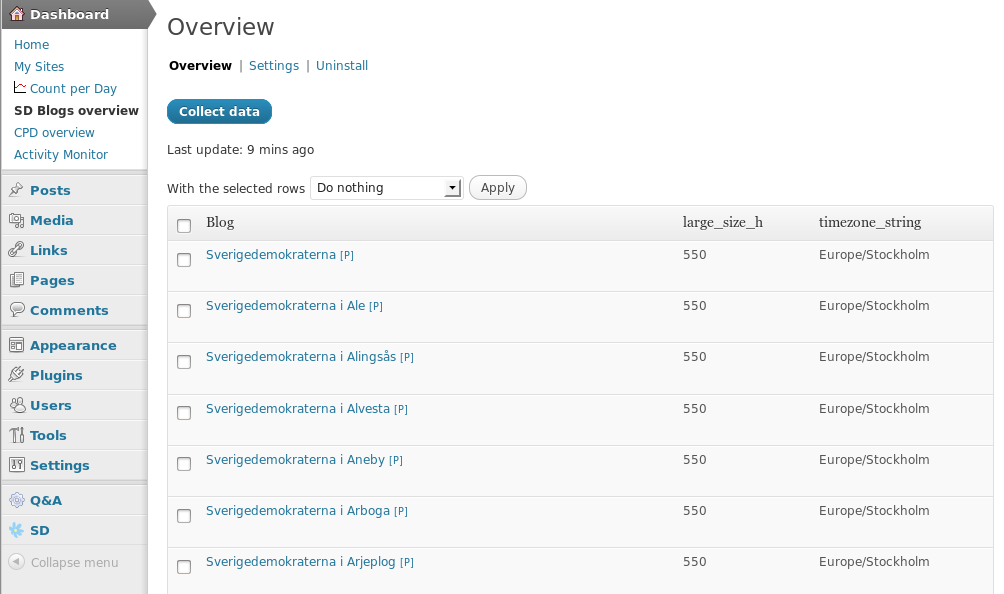 Dashboard
Home
My Sites
Count per Day
SD Blogs overview
CPD overview
Activity Monitor
Posts
Media
Links
Pages
Comments
Appearance
Plugins
Users
Tools
Settings
Q&A
SD
Collapse menu
Overview
Overview | Settings | Uninstall
Collect data
Last update: 9 mins ago
With the selected rows Do nothing Apply
Blog large_size_h timezone_string
Sverigedemokraterna [P] 550 Europe/Stockholm
Sverigedemokraterna i Ale [P] 550 Europe/Stockholm
Sverigedemokraterna i Alingsås [P] 550 Europe/Stockholm
Sverigedemokraterna i Alvesta [P] 550 Europe/Stockholm
Sverigedemokraterna i Aneby [P] 550 Europe/Stockholm
Sverigedemokraterna i Arboga [P] 550 Europe/Stockholm
Sverigedemokraterna i Arjeplog [P] 550 Europe/Stockholm